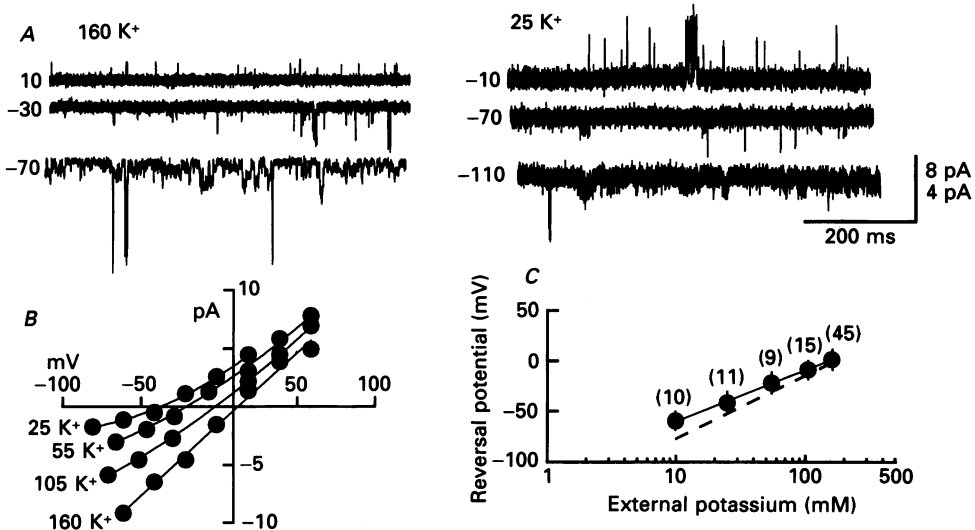 A
160 K⁺
10
−30
−70
25 K⁺
−10
−70
−110
8 pA
4 pA
200 ms
B
pA
10
mV
−100
−50
50
100
25 K⁺
55 K⁺
105 K⁺
160 K⁺
−5
−10
C
Reversal potential (mV)
50
0
−50
−100
(10)
(11)
(9)
(15)
(45)
1
10
100
500
External potassium (mM)